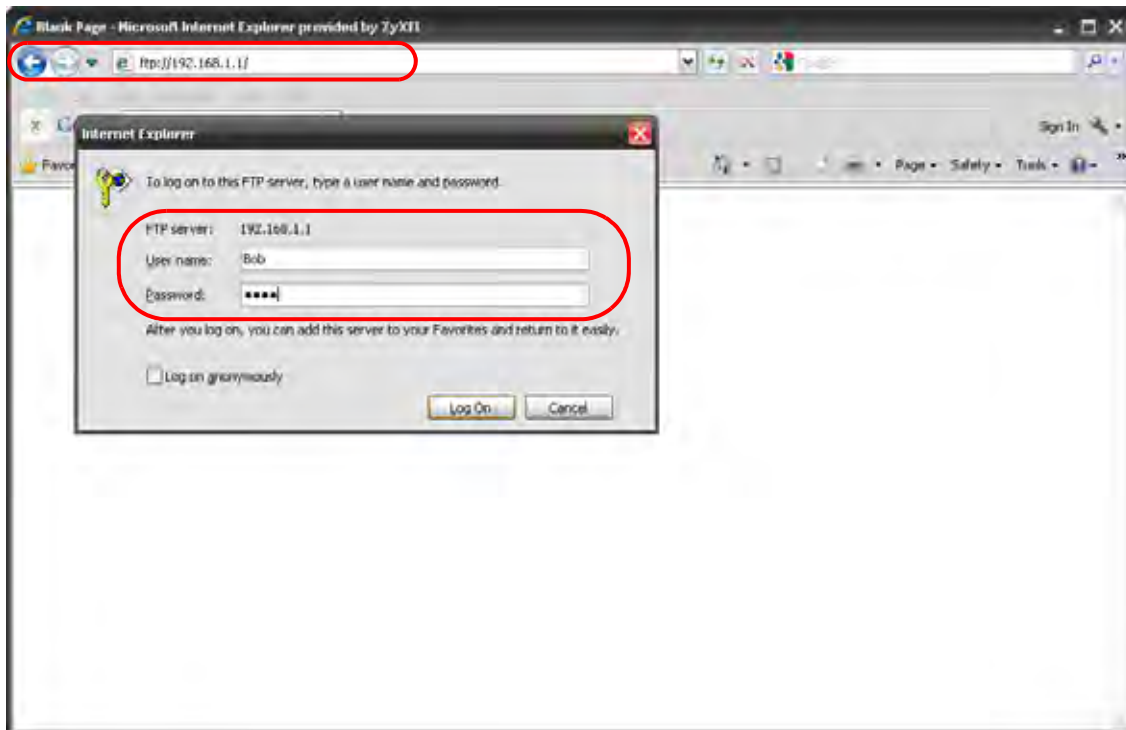 Blank Page - Microsoft Internet Explorer provided by ZyXEL
ftp://192.168.1.1/
Sign In
Page Safety Tools
Internet Explorer
To log on to this FTP server, type a user name and password.
FTP server: 192.168.1.1
User name: Bob
Password: ••••
After you log on, you can add this server to your Favorites and return to it easily.
Log on anonymously
Log On Cancel